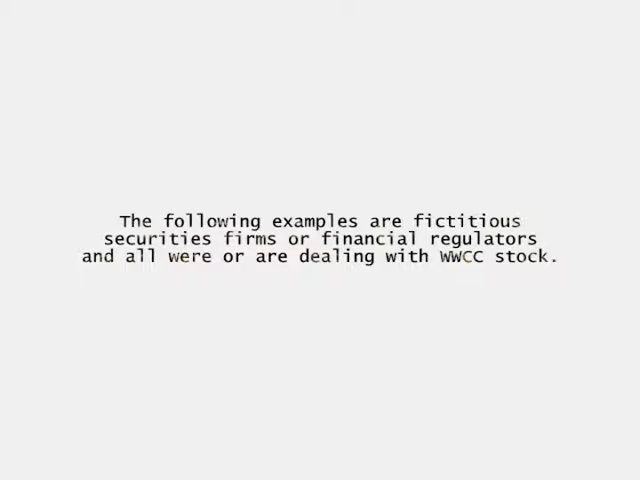 The following examples are fictitious
securities firms or financial regulators
and all were or are dealing with WWCC stock.